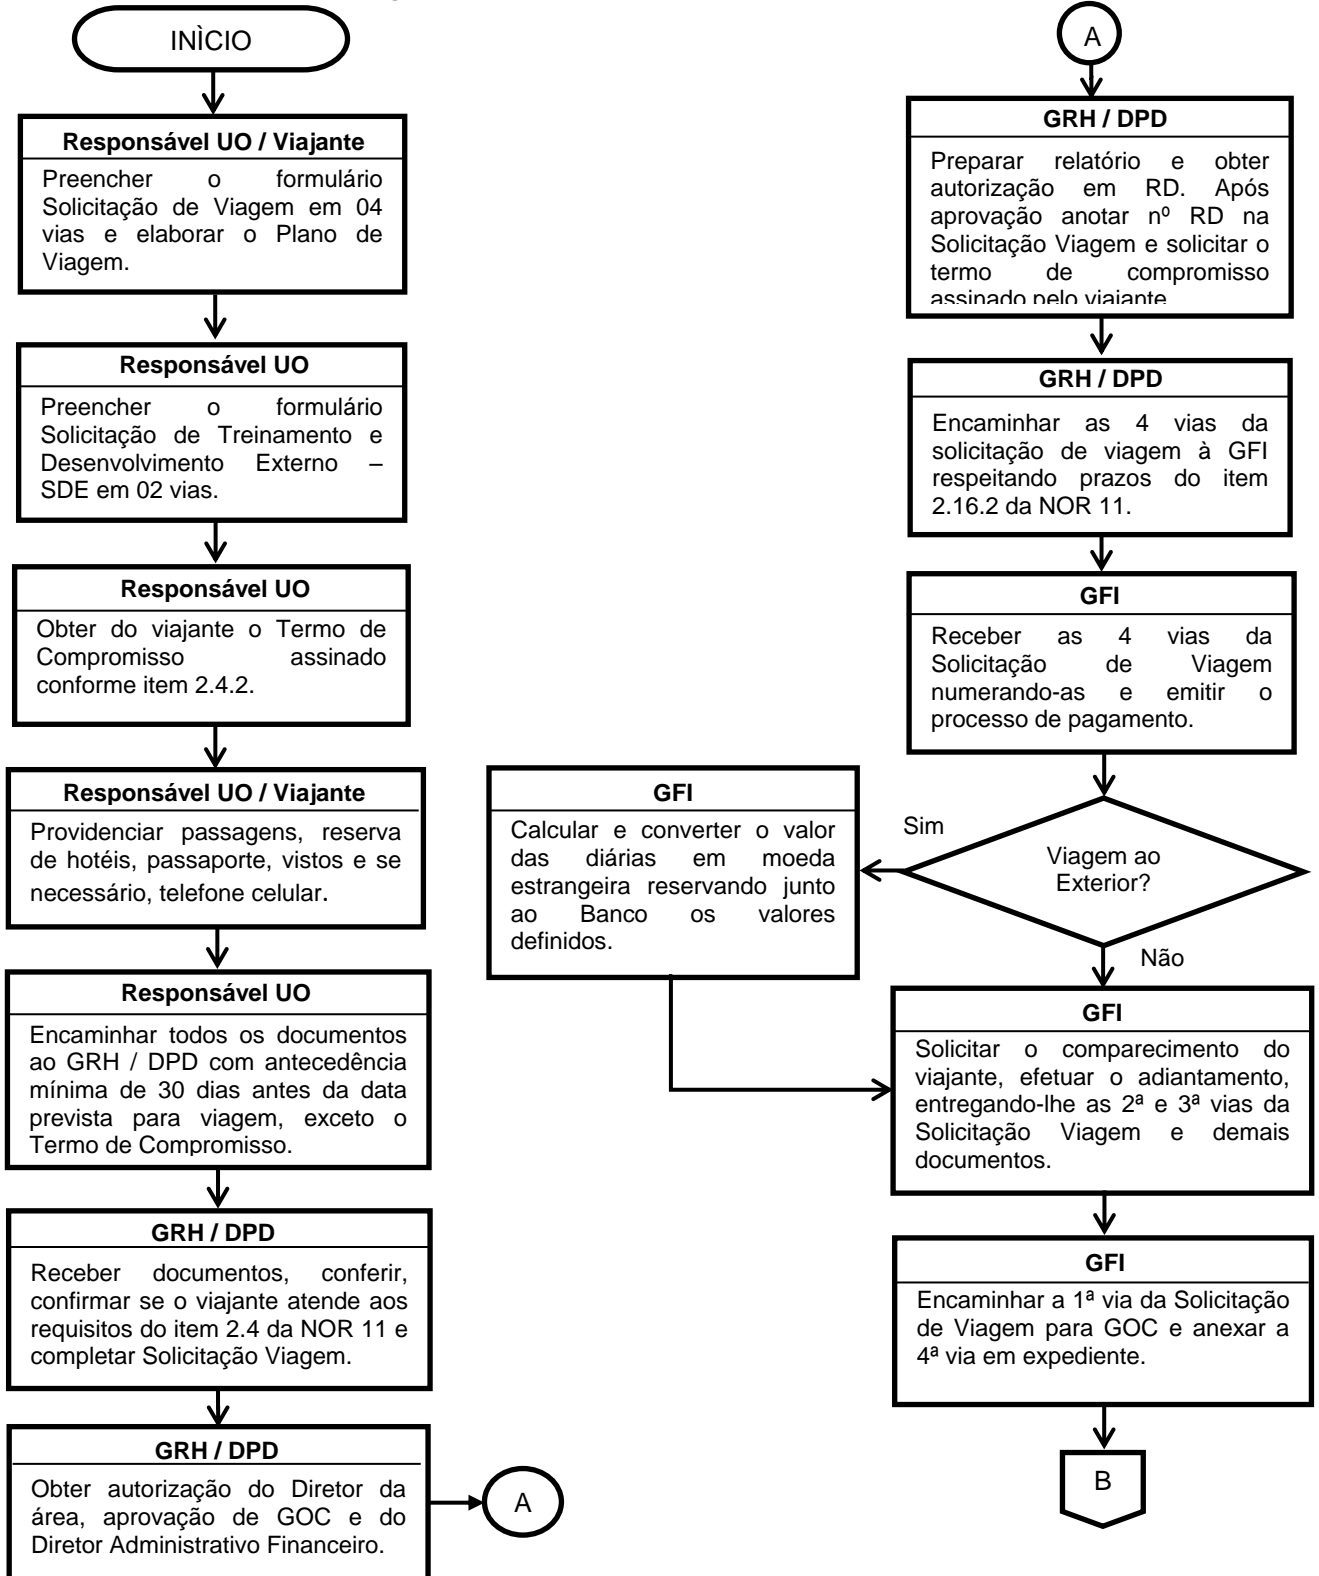 INÌCIO
Responsável UO / Viajante
Preencher o formulário
Solicitação de Viagem em 04
vias e elaborar o Plano de
Viagem.
Responsável UO
Preencher o formulário
Solicitação de Treinamento e
Desenvolvimento Externo –
SDE em 02 vias.
Responsável UO
Obter do viajante o Termo de
Compromisso assinado
conforme item 2.4.2.
Responsável UO / Viajante
Providenciar passagens, reserva
de hotéis, passaporte, vistos e se
necessário, telefone celular.
Responsável UO
Encaminhar todos os documentos
ao GRH / DPD com antecedência
mínima de 30 dias antes da data
prevista para viagem, exceto o
Termo de Compromisso.
GRH / DPD
Receber documentos, conferir,
confirmar se o viajante atende aos
requisitos do item 2.4 da NOR 11 e
completar Solicitação Viagem.
GRH / DPD
Obter autorização do Diretor da
área, aprovação de GOC e do
Diretor Administrativo Financeiro.
A
A
GRH / DPD
Preparar relatório e obter
autorização em RD. Após
aprovação anotar nº RD na
Solicitação Viagem e solicitar o
termo de compromisso
assinado pelo viajante
GRH / DPD
Encaminhar as 4 vias da
solicitação de viagem à GFI
respeitando prazos do item
2.16.2 da NOR 11.
GFI
Receber as 4 vias da
Solicitação de Viagem
numerando-as e emitir o
processo de pagamento.
Viagem ao
Exterior?
Sim
GFI
Calcular e converter o valor
das diárias em moeda
estrangeira reservando junto
ao Banco os valores
definidos.
Não
GFI
Solicitar o comparecimento do
viajante, efetuar o adiantamento,
entregando-lhe as 2ª e 3ª vias da
Solicitação Viagem e demais
documentos.
GFI
Encaminhar a 1ª via da Solicitação
de Viagem para GOC e anexar a
4ª via em expediente.
B